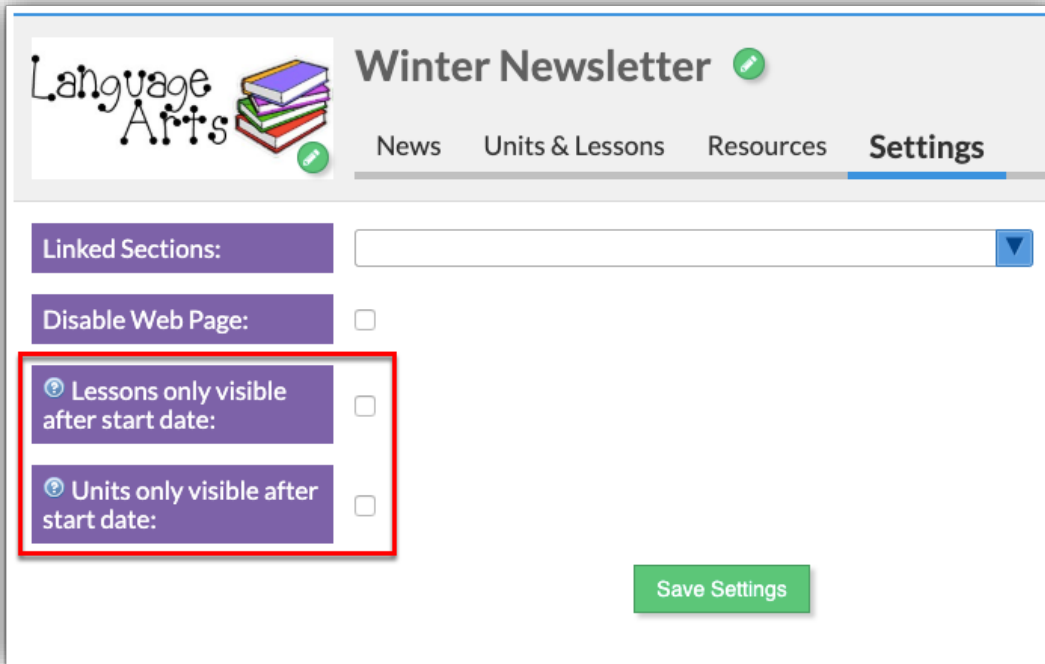 Language
Arts
Winter Newsletter
News Units & Lessons Resources Settings
Linked Sections:
Disable Web Page:
? Lessons only visible
after start date:
? Units only visible after
start date:
Save Settings